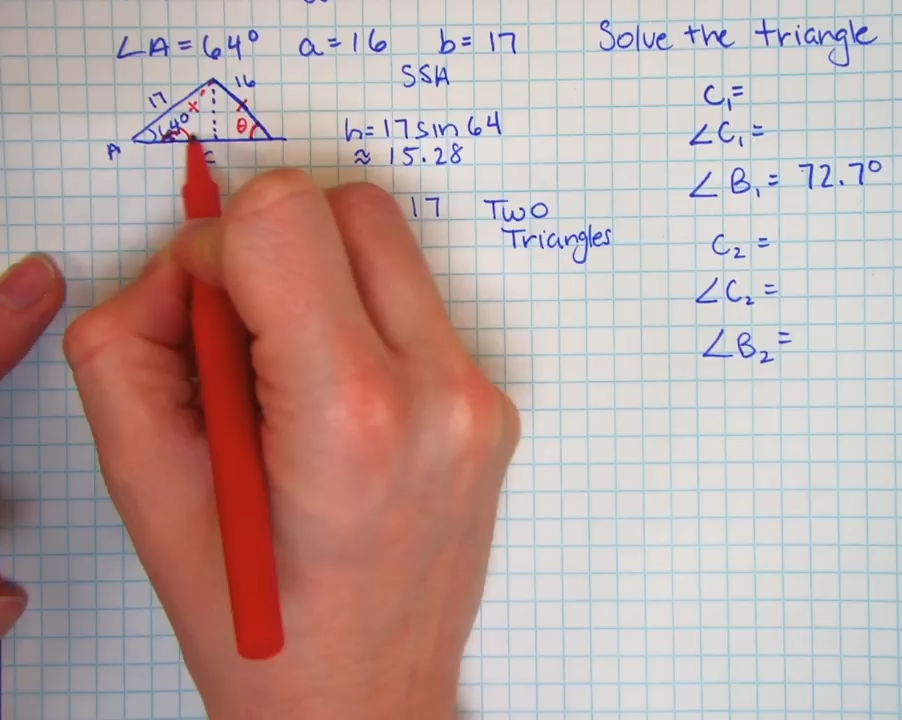 ∠A = 64° a = 16 b = 17 Solve the triangle
SSA
17 16
64° θ
A
c
h = 17 sin 64
≈ 15.28
17 Two
Triangles
C₁ =
∠C₁ =
∠B₁ = 72.7°
C₂ =
∠C₂ =
∠B₂ =